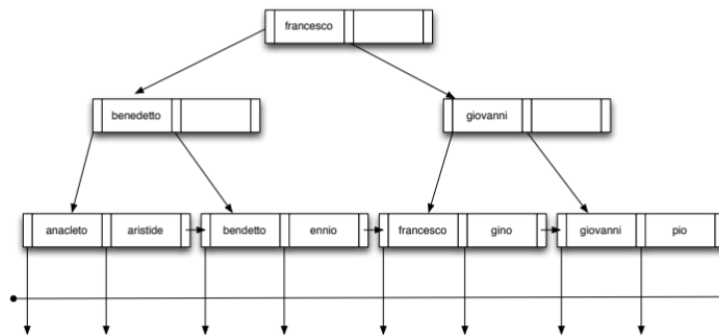 francesco
benedetto
giovanni
anacleto aristide bendetto ennio francesco gino giovanni pio